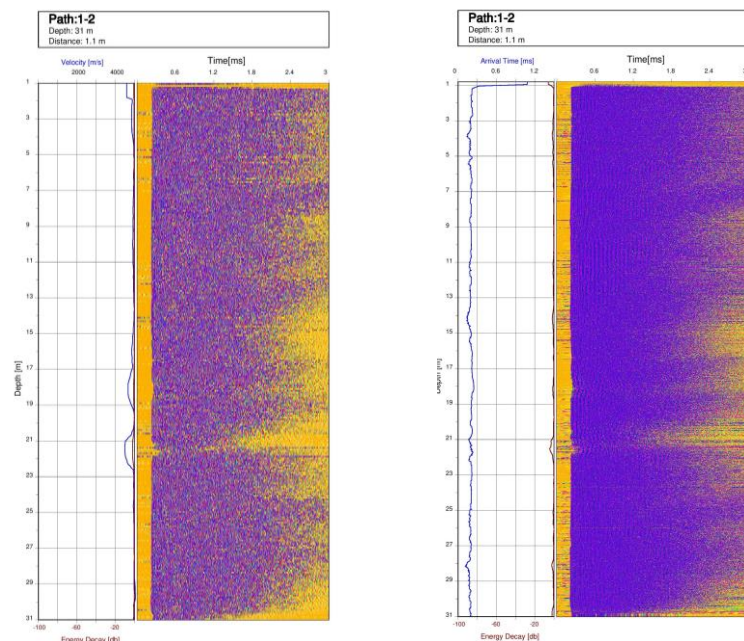 Path:1-2
Depth: 31 m
Distance: 1.1 m
Velocity [m/s]
Time[ms]
2000 4000 0.6 1.2 1.8 2.4 3
1
3
5
7
9
11
13
15
17
19
21
23
25
27
29
31
Depth [m]
-100 -60 -20
Energy Decay [db]
Path:1-2
Depth: 31 m
Distance: 1.1 m
Arrival Time [ms]
Time[ms]
0 0.6 1.2 0.6 1.2 1.8 2.4 3
1
3
5
7
9
11
13
15
17
19
21
23
25
27
29
31
-100 -60 -20
Energy Decay [db]